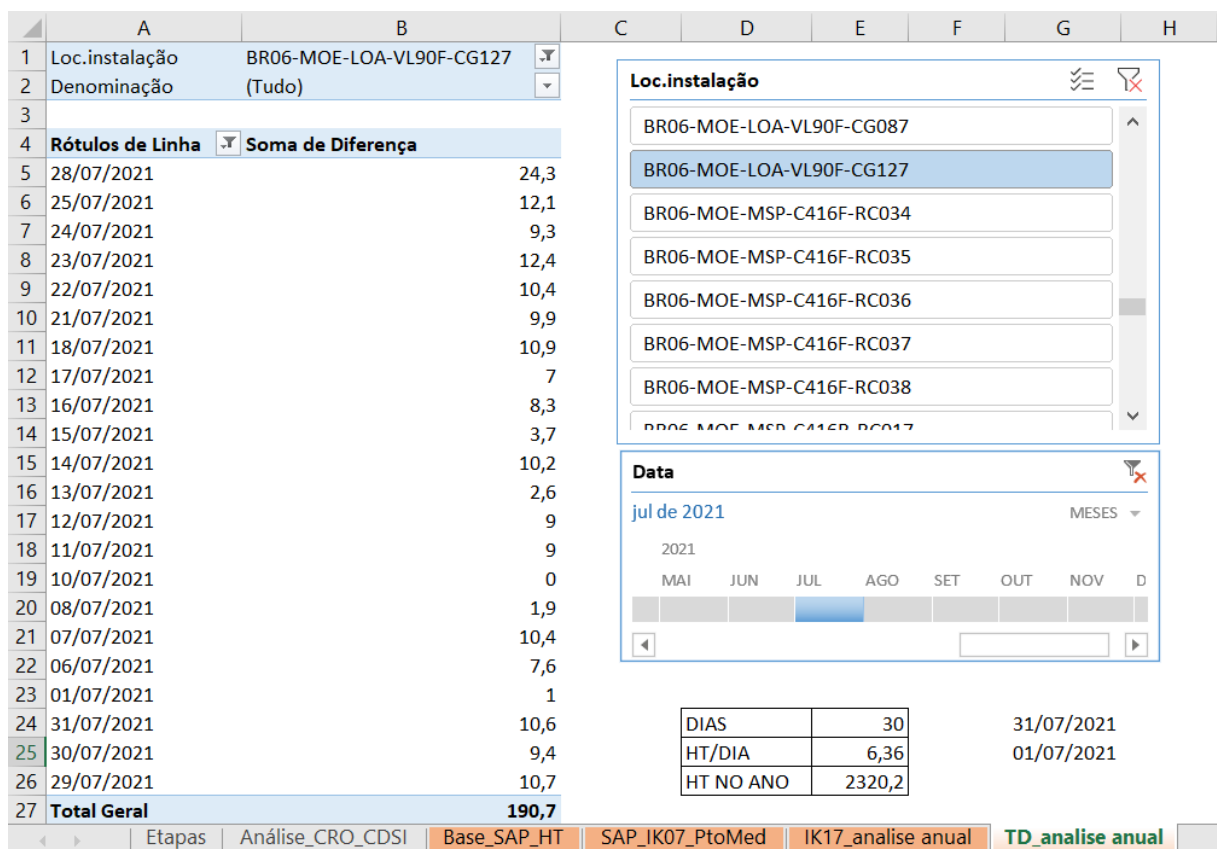 A B C D E F G H
1 Loc.instalação BR06-MOE-LOA-VL90F-CG127
2 Denominação (Tudo)
3
4 Rótulos de Linha Soma de Diferença
5 28/07/2021 24,3
6 25/07/2021 12,1
7 24/07/2021 9,3
8 23/07/2021 12,4
9 22/07/2021 10,4
10 21/07/2021 9,9
11 18/07/2021 10,9
12 17/07/2021 7
13 16/07/2021 8,3
14 15/07/2021 3,7
15 14/07/2021 10,2
16 13/07/2021 2,6
17 12/07/2021 9
18 11/07/2021 9
19 10/07/2021 0
20 08/07/2021 1,9
21 07/07/2021 10,4
22 06/07/2021 7,6
23 01/07/2021 1
24 31/07/2021 10,6
25 30/07/2021 9,4
26 29/07/2021 10,7
27 Total Geral 190,7
Loc.instalação
BR06-MOE-LOA-VL90F-CG087
BR06-MOE-LOA-VL90F-CG127
BR06-MOE-MSP-C416F-RC034
BR06-MOE-MSP-C416F-RC035
BR06-MOE-MSP-C416F-RC036
BR06-MOE-MSP-C416F-RC037
BR06-MOE-MSP-C416F-RC038
Data
jul de 2021 MESES
2021
MAI JUN JUL AGO SET OUT NOV D
DIAS 30 31/07/2021
HT/DIA 6,36 01/07/2021
HT NO ANO 2320,2
Etapas Análise_CRO_CDSI Base_SAP_HT SAP_IK07_PtoMed IK17_analise anual TD_analise anual